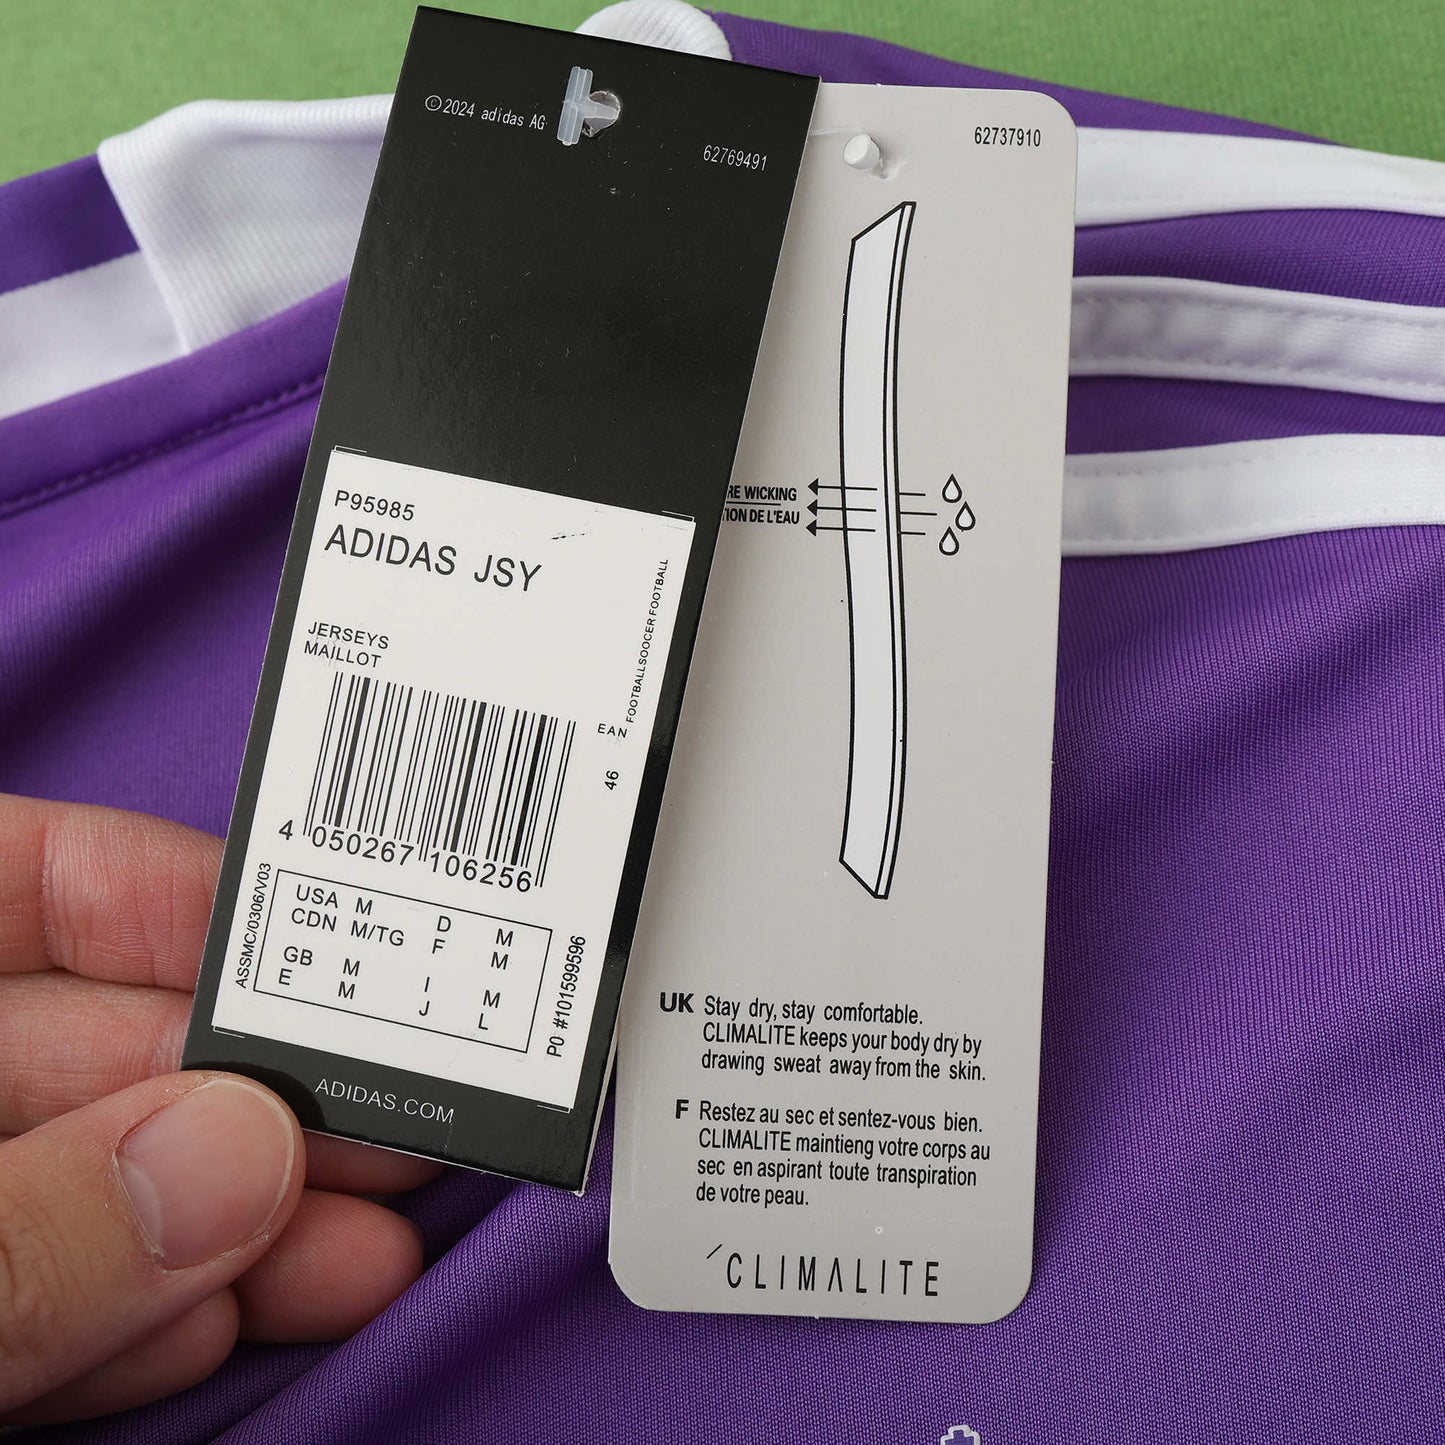 ©2024 adidas AG
62769491
P95985
ADIDAS JSY
JERSEYS
MAILLOT
FOOTBALLSOOCER FOOTBALL
EAN
46
4 050267 106256
ASSMC/0306/V03
USA M D M
CDN M/TG F M
GB M I M
E M J L
PO #101599596
ADIDAS.COM
62737910
RE WICKING
TION DE L'EAU
UK Stay dry, stay comfortable.
CLIMALITE keeps your body dry by
drawing sweat away from the skin.
F Restez au sec et sentez-vous bien.
CLIMALITE maintieng votre corps au
sec en aspirant toute transpiration
de votre peau.
CLIMALITE